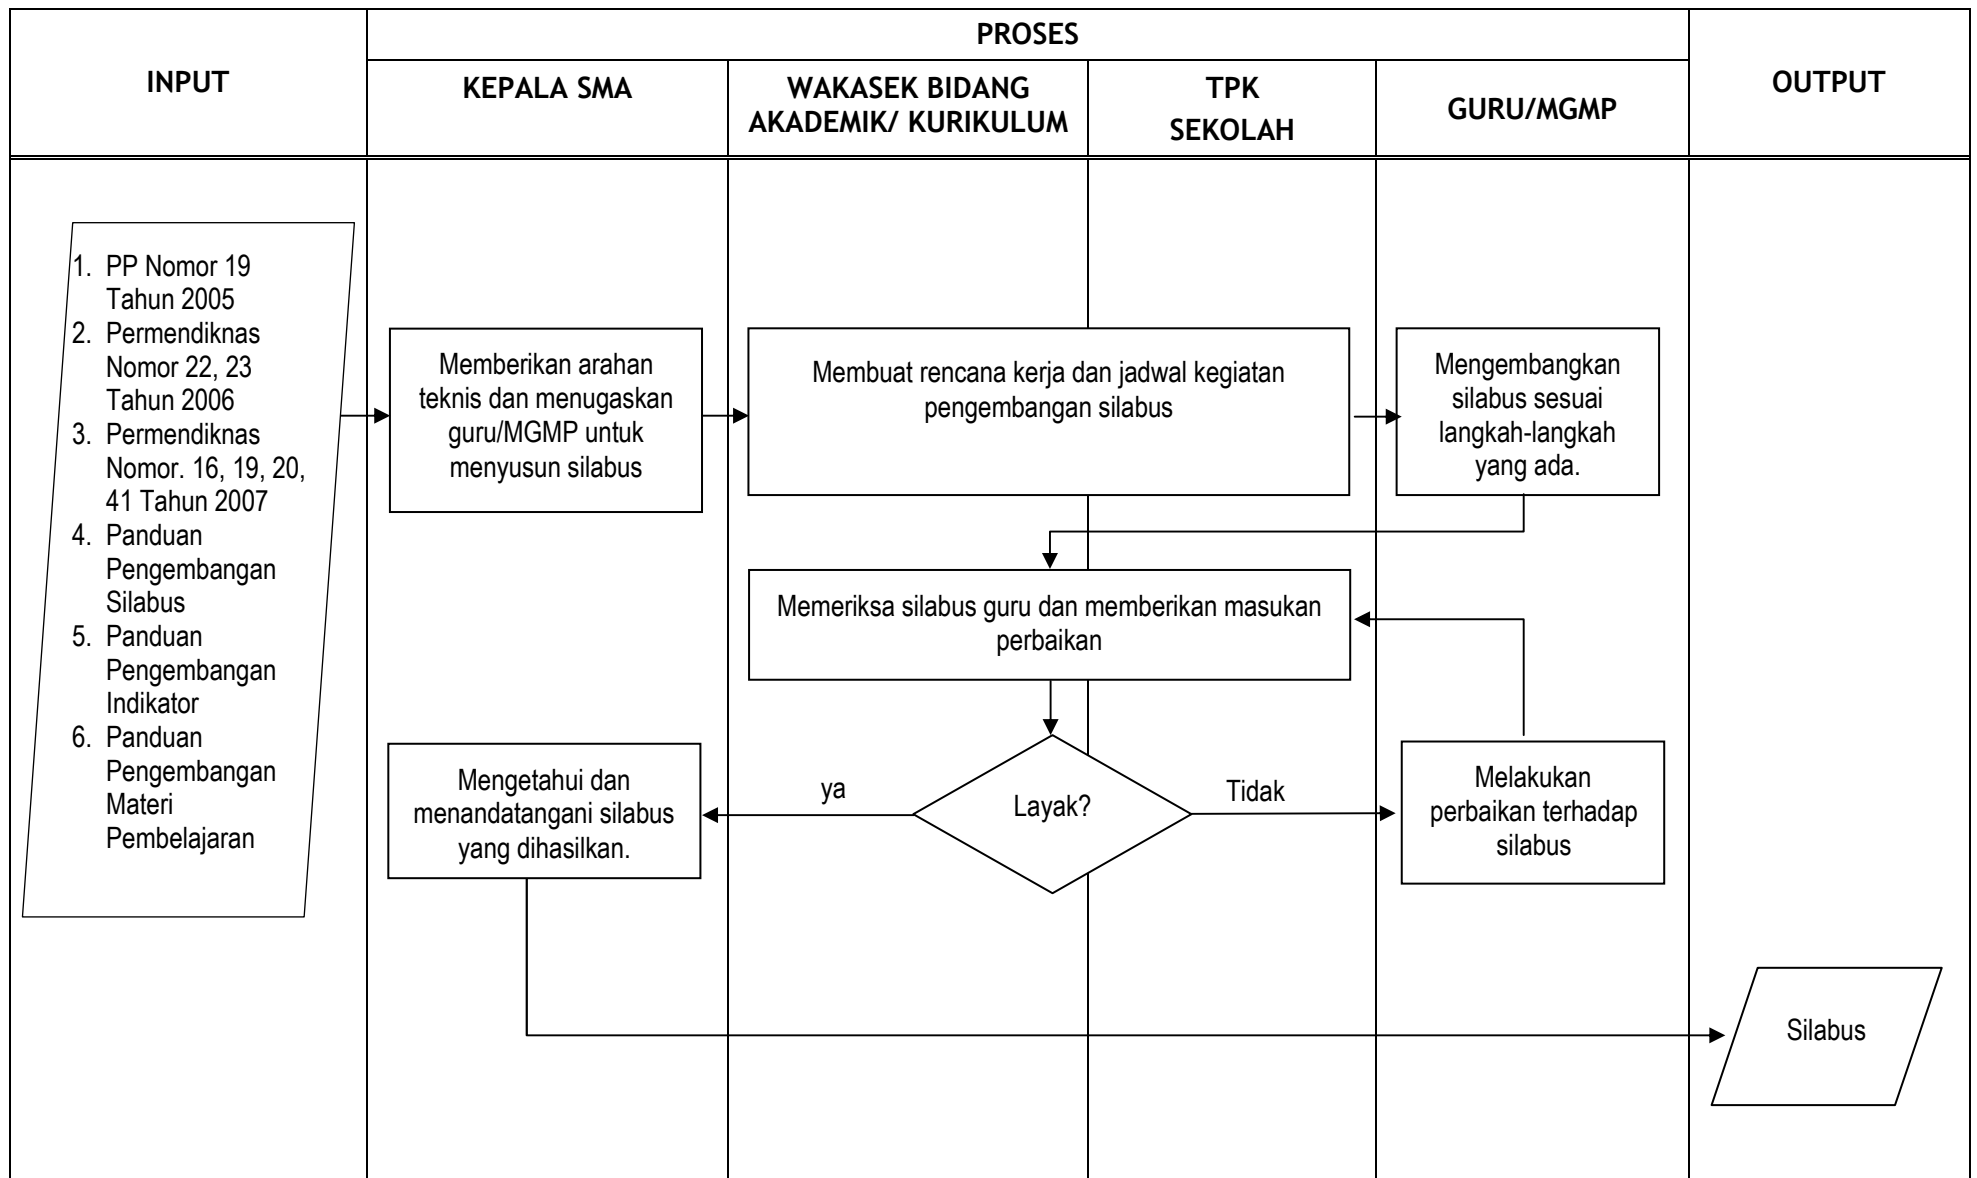 INPUT
PROSES
OUTPUT
KEPALA SMA
WAKASEK BIDANG
AKADEMIK/ KURIKULUM
TPK
SEKOLAH
GURU/MGMP
1. PP Nomor 19
Tahun 2005
2. Permendiknas
Nomor 22, 23
Tahun 2006
3. Permendiknas
Nomor. 16, 19, 20,
41 Tahun 2007
4. Panduan
Pengembangan
Silabus
5. Panduan
Pengembangan
Indikator
6. Panduan
Pengembangan
Materi
Pembelajaran
Memberikan arahan
teknis dan menugaskan
guru/MGMP untuk
menyusun silabus
Membuat rencana kerja dan jadwal kegiatan
pengembangan silabus
Mengembangkan
silabus sesuai
langkah-langkah
yang ada.
Memeriksa silabus guru dan memberikan masukan
perbaikan
Mengetahui dan
menandatangani silabus
yang dihasilkan.
ya
Layak?
Tidak
Melakukan
perbaikan terhadap
silabus
Silabus